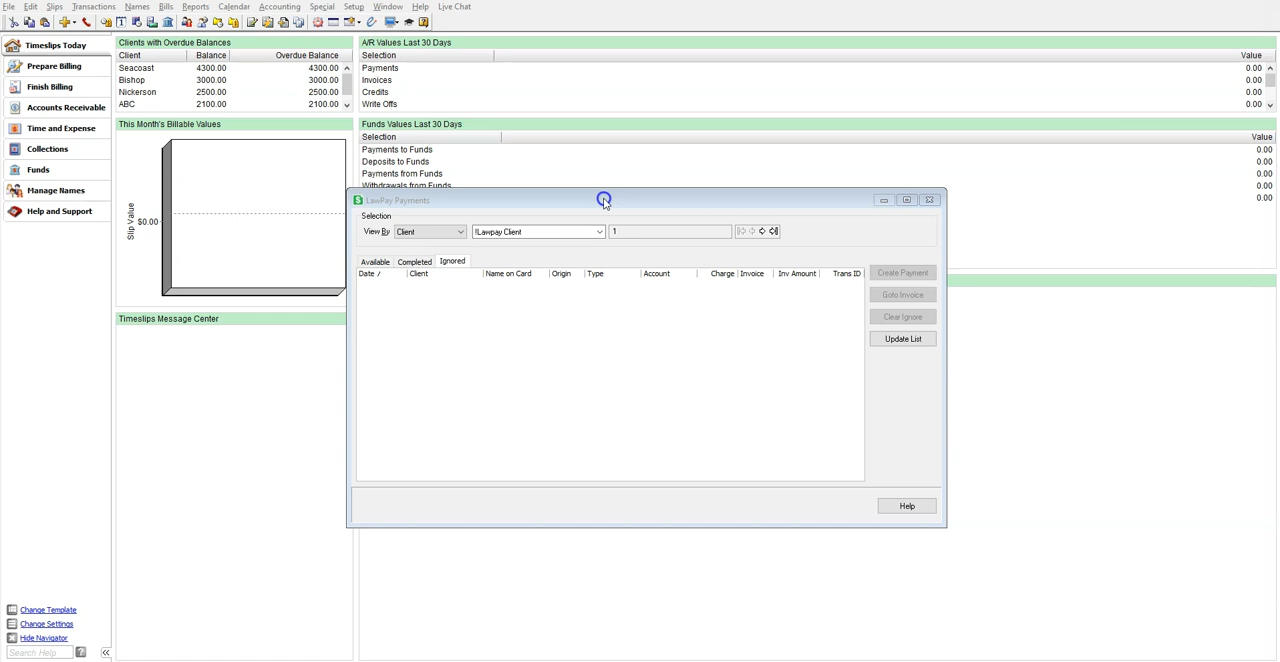 File Edit Slips Transactions Names Bills Reports Calendar Accounting Special Setup Window Help Live Chat
Timeslips Today
Prepare Billing
Finish Billing
Accounts Receivable
Time and Expense
Collections
Funds
Manage Names
Help and Support
Clients with Overdue Balances
Client Balance Overdue Balance
Seacoast 4300.00 4300.00
Bishop 3000.00 3000.00
Nickerson 2500.00 2500.00
ABC 2100.00 2100.00
A/R Values Last 30 Days
Selection Value
Payments 0.00
Invoices 0.00
Credits 0.00
Write Offs 0.00
This Month's Billable Values
Slip Value
$0.00
Funds Values Last 30 Days
Selection Value
Payments to Funds 0.00
Deposits to Funds 0.00
Payments from Funds 0.00
Withdrawals from Funds 0.00
0.00
LawPay Payments
Selection
View By Client !Lawpay Client 1
Available Completed Ignored
Date / Client Name on Card Origin Type Account Charge Invoice Inv Amount Trans ID
Create Payment
Goto Invoice
Clear Ignore
Update List
Help
Timeslips Message Center
Change Template
Change Settings
Hide Navigator
Search Help ? «